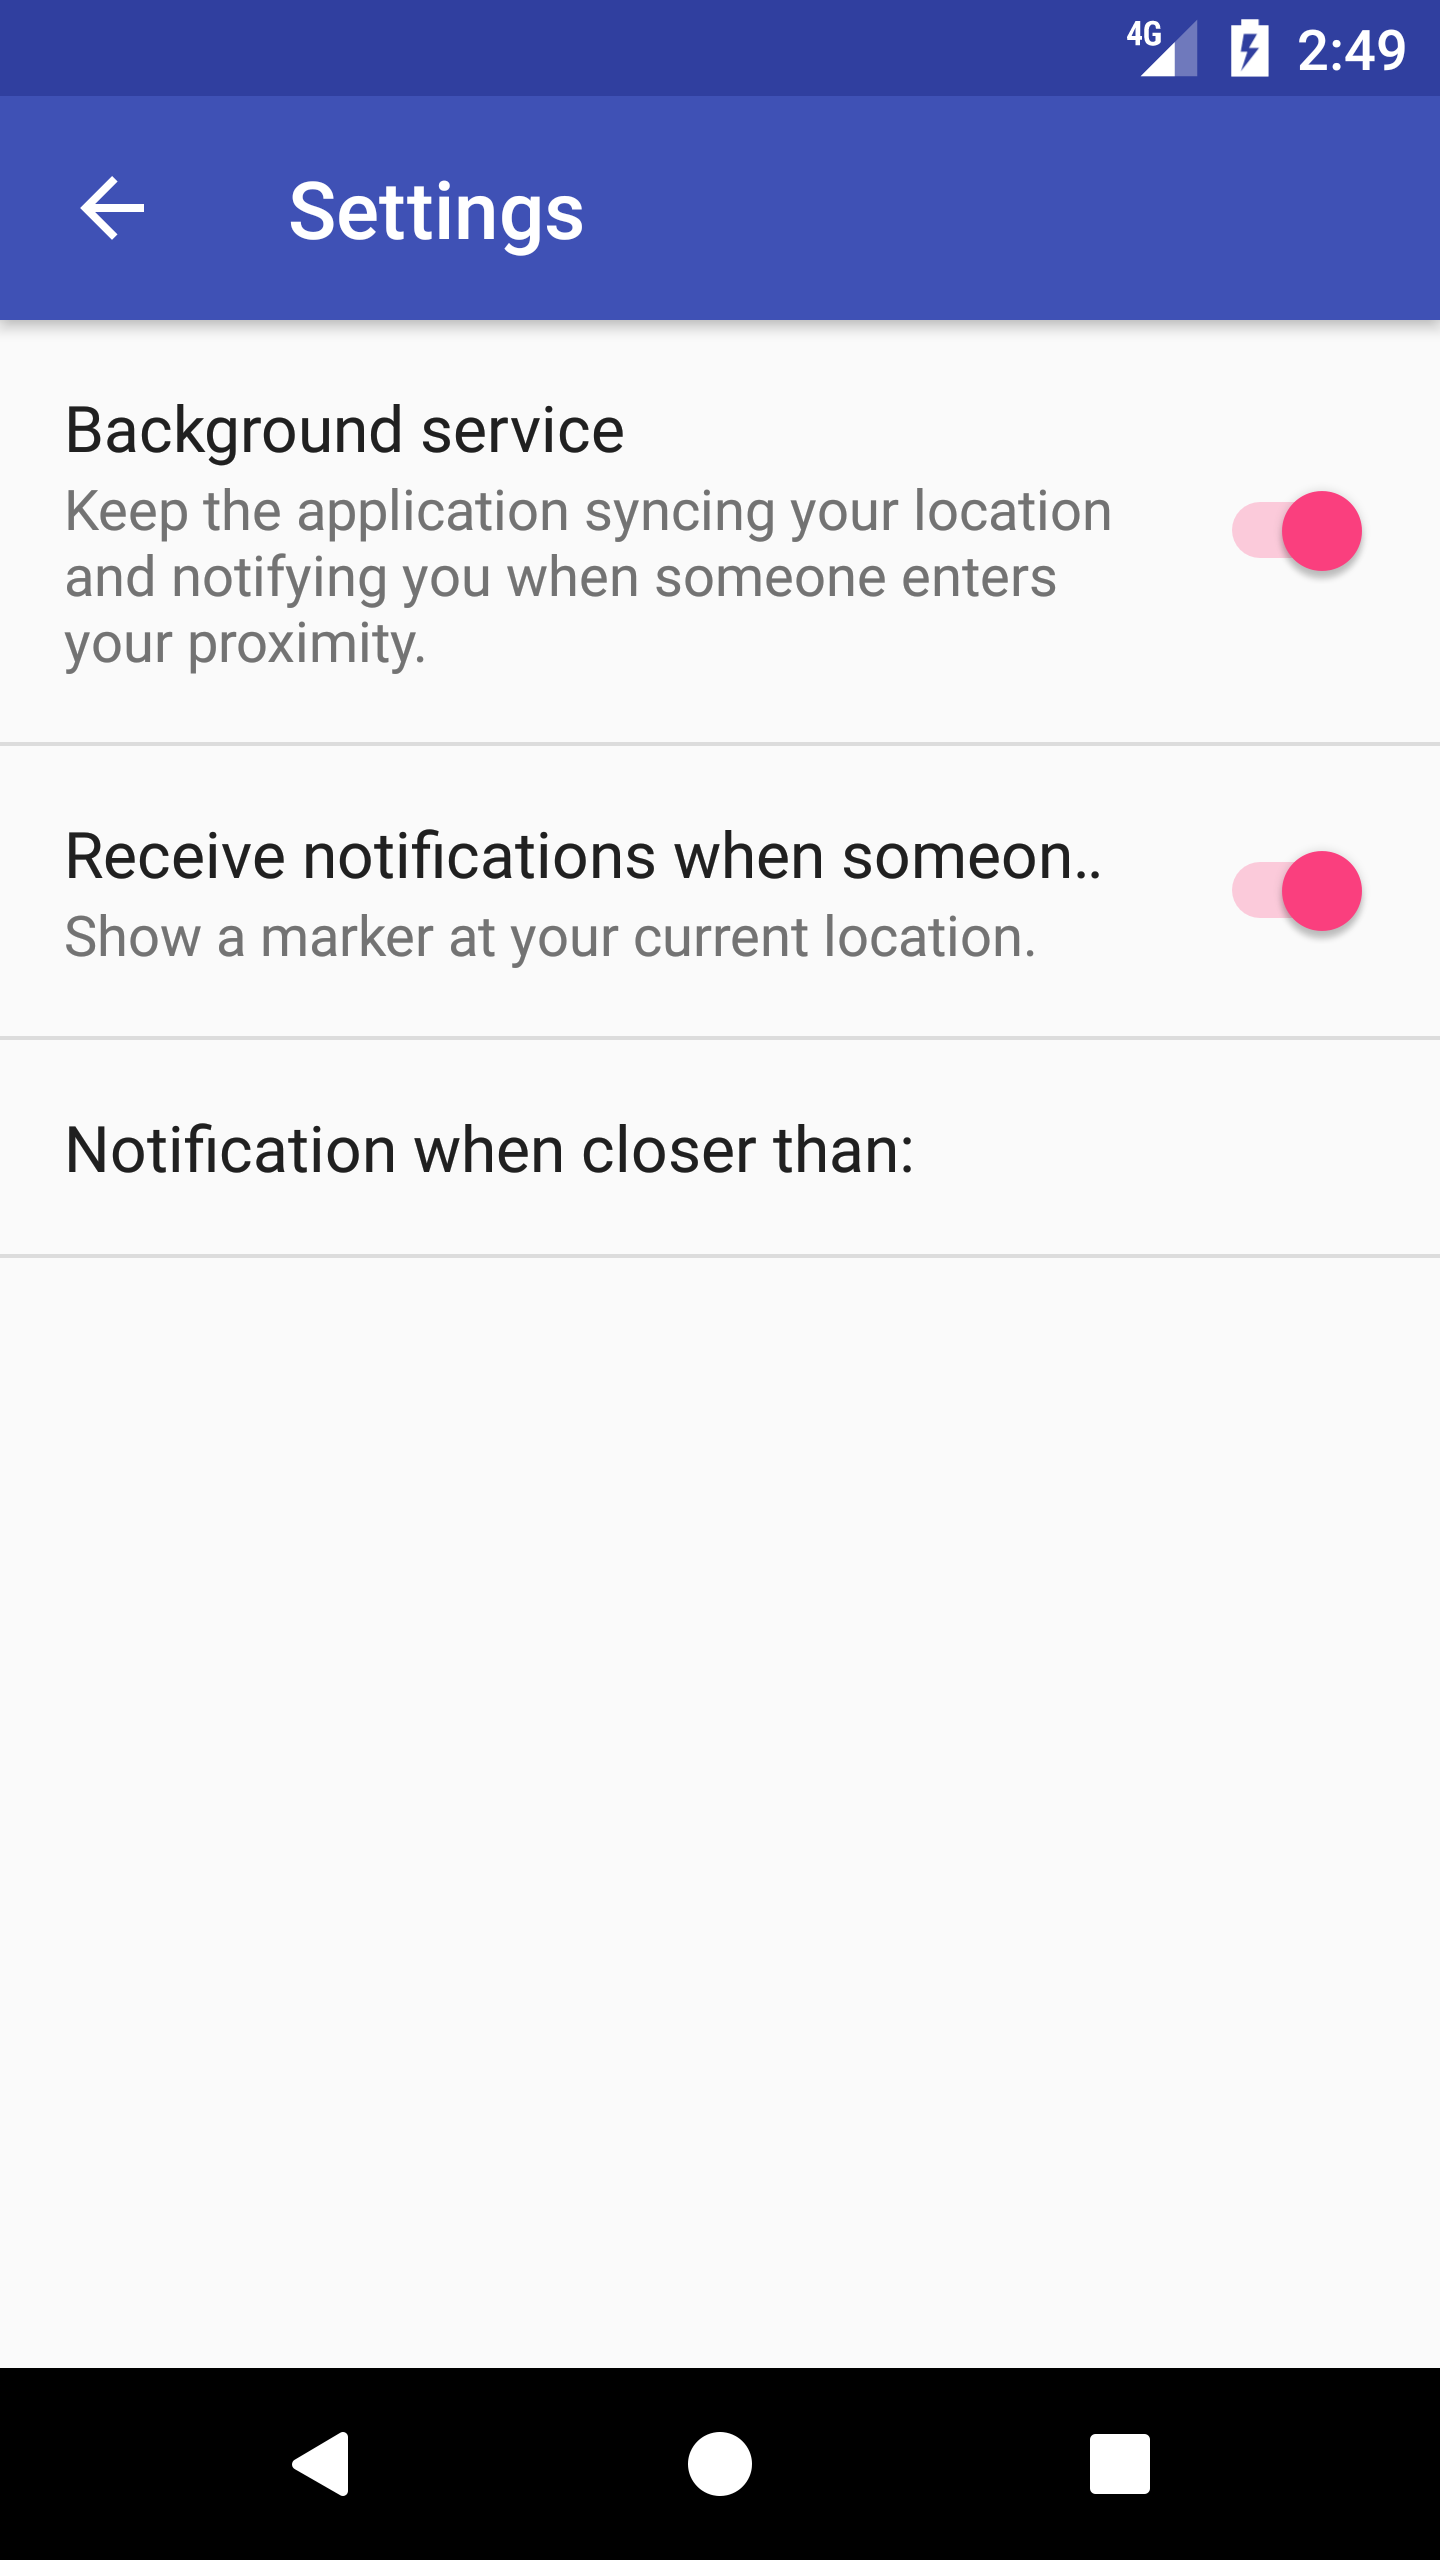 4G 2:49
Settings
Background service
Keep the application syncing your location
and notifying you when someone enters
your proximity.
Receive notifications when someon..
Show a marker at your current location.
Notification when closer than: